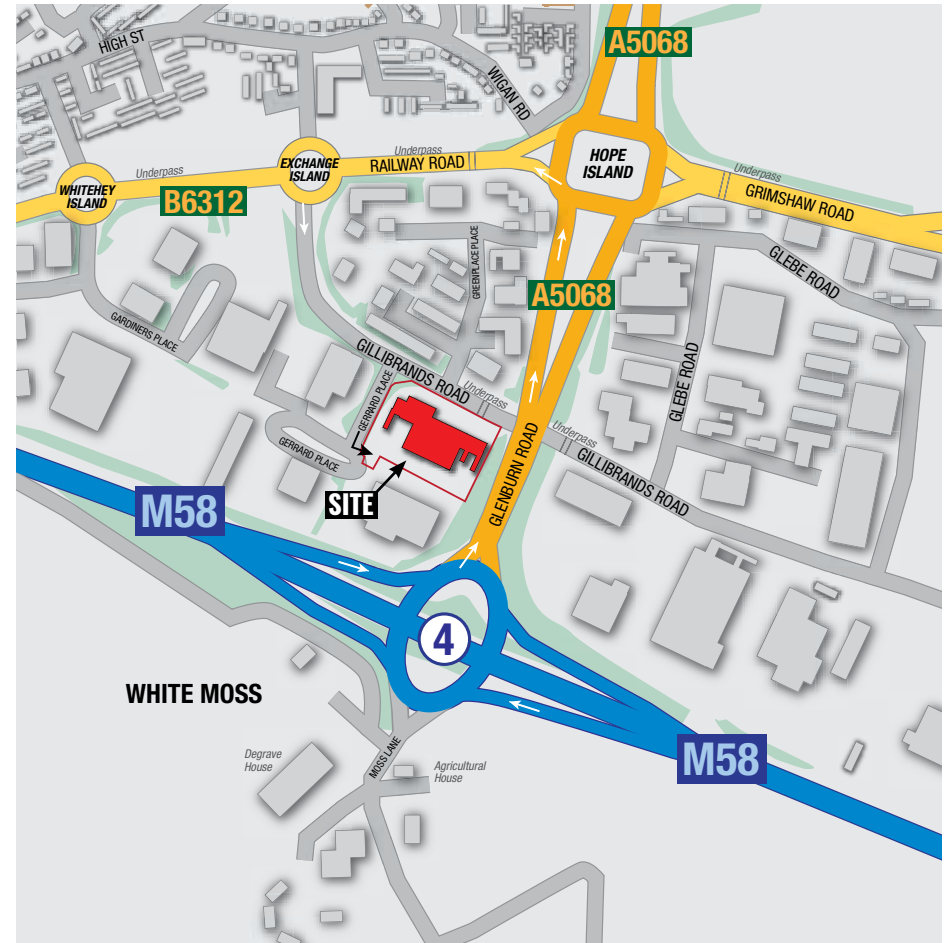 A5068
HIGH ST
WIGAN RD
Underpass
EXCHANGE
ISLAND
RAILWAY ROAD
HOPE
ISLAND
Underpass
WHITEHEY
ISLAND
Underpass
B6312
GRIMSHAW ROAD
GREENPLACE PLACE
GLEBE ROAD
A5068
GARDINERS PLACE
GILLIBRANDS ROAD
GLEBE ROAD
GERRARD PLACE
Underpass
Underpass
GERRARD PLACE
GLENBURN ROAD
GILLIBRANDS ROAD
SITE
M58
4
WHITE MOSS
MOSS LANE
Degrave
House
Agricultural
House
M58